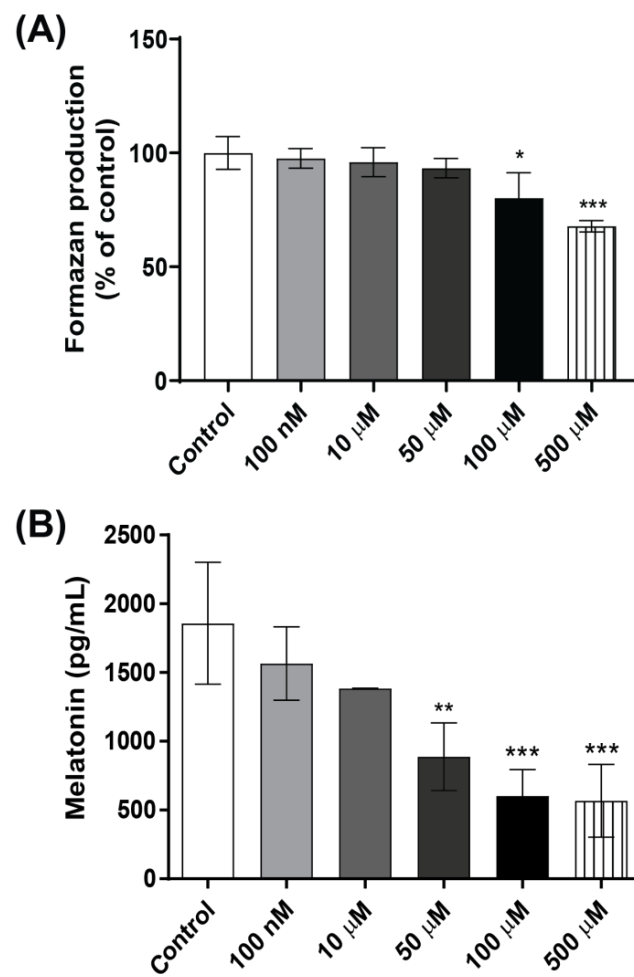 (A)
Formazan production
(% of control)
150
100
50
0
*
***
Control
100 nM
10 μM
50 μM
100 μM
500 μM
(B)
Melatonin (pg/mL)
2500
2000
1500
1000
500
0
**
***
***
Control
100 nM
10 μM
50 μM
100 μM
500 μM